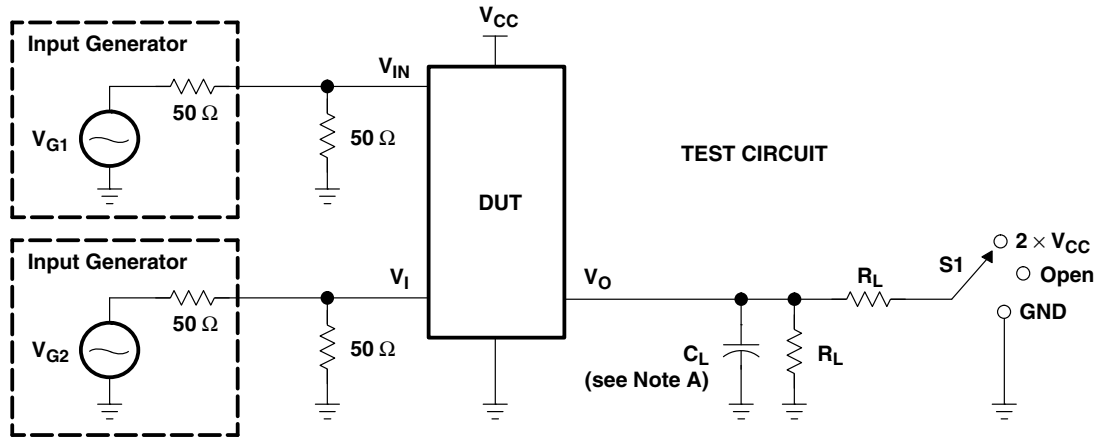 V_CC
Input Generator
V_IN
50 Ω
50 Ω
V_G1
TEST CIRCUIT
DUT
Input Generator
V_I
V_O
50 Ω
50 Ω
V_G2
R_L
S1
2 × V_CC
Open
GND
C_L
(see Note A)
R_L